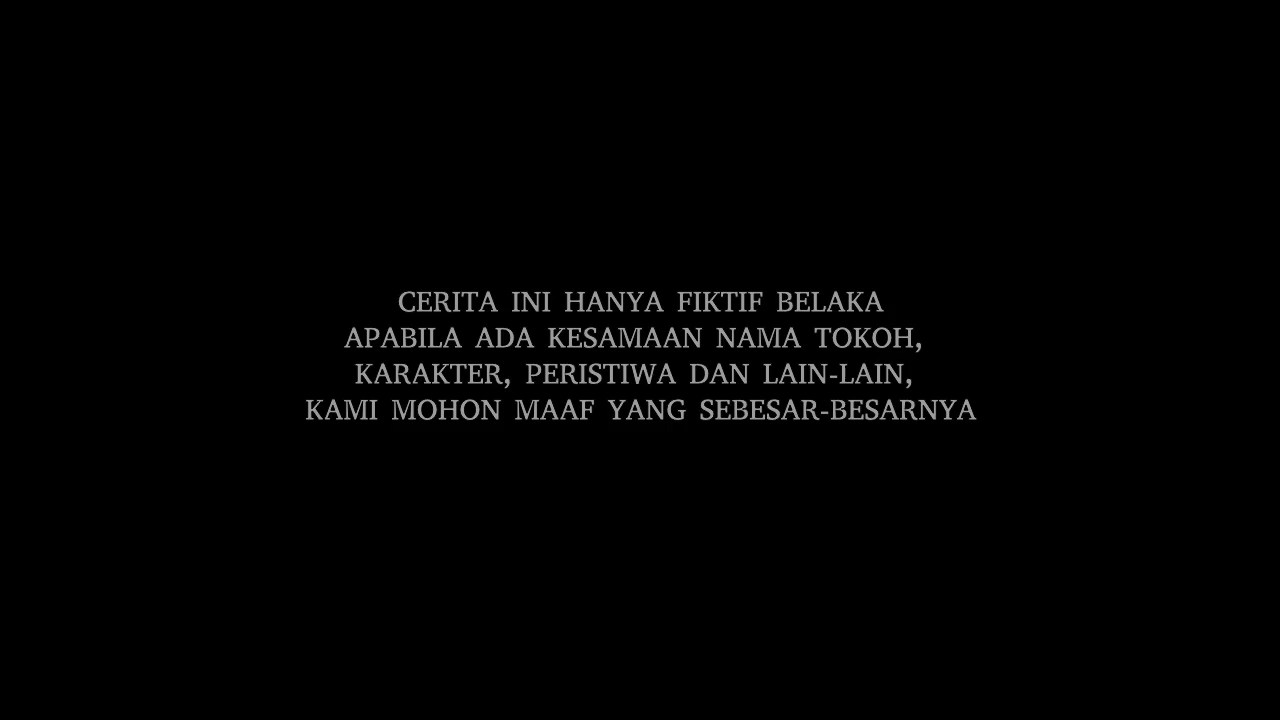 CERITA INI HANYA FIKTIF BELAKA
APABILA ADA KESAMAAN NAMA TOKOH,
KARAKTER, PERISTIWA DAN LAIN-LAIN,
KAMI MOHON MAAF YANG SEBESAR-BESARNYA